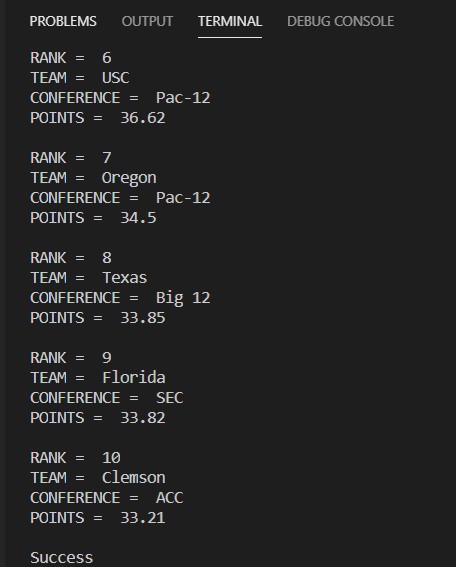 PROBLEMS OUTPUT TERMINAL DEBUG CONSOLE
RANK =  6
TEAM =  USC
CONFERENCE =  Pac-12
POINTS =  36.62
RANK =  7
TEAM =  Oregon
CONFERENCE =  Pac-12
POINTS =  34.5
RANK =  8
TEAM =  Texas
CONFERENCE =  Big 12
POINTS =  33.85
RANK =  9
TEAM =  Florida
CONFERENCE =  SEC
POINTS =  33.82
RANK =  10
TEAM =  Clemson
CONFERENCE =  ACC
POINTS =  33.21
Success